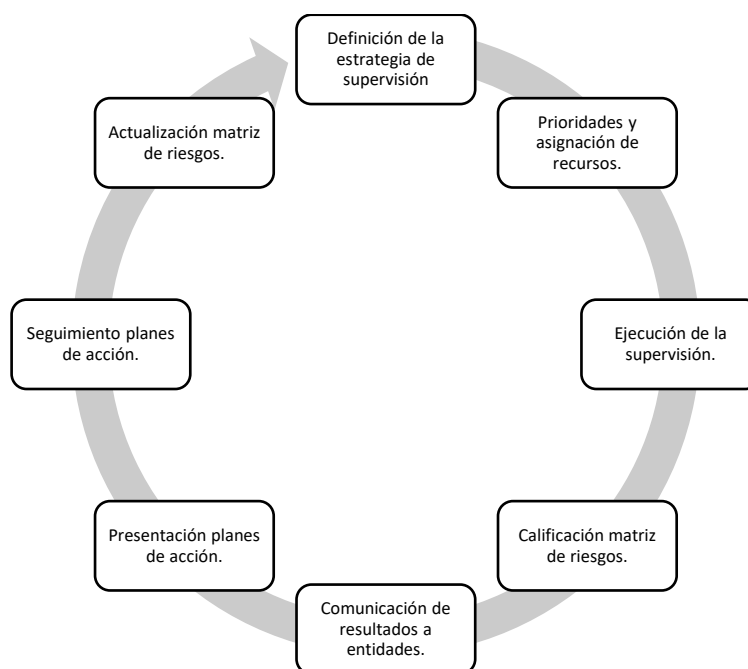 Definición de la
estrategia de
supervisión
Prioridades y
asignación de
recursos.
Ejecución de la
supervisión.
Calificación matriz
de riesgos.
Comunicación de
resultados a
entidades.
Presentación planes
de acción.
Seguimiento planes
de acción.
Actualización matriz
de riesgos.